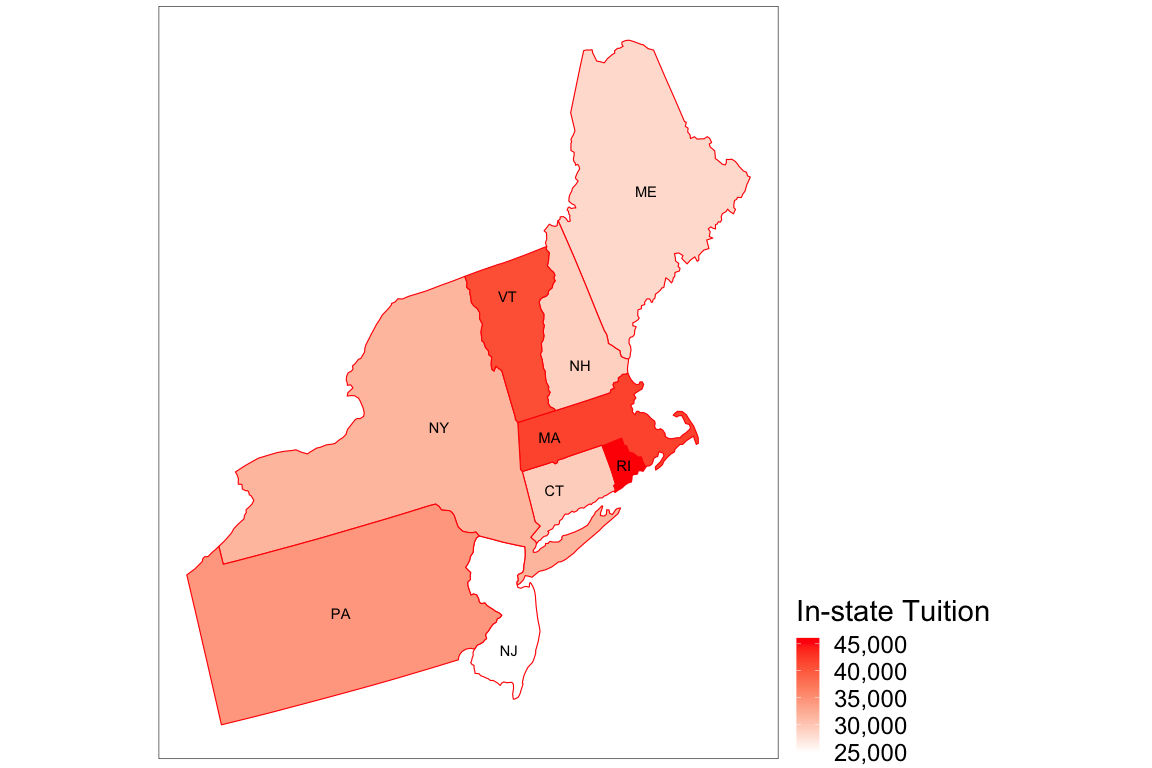 ME
VT
NH
NY
MA
RI
CT
PA
NJ
In-state Tuition
45,000
40,000
35,000
30,000
25,000